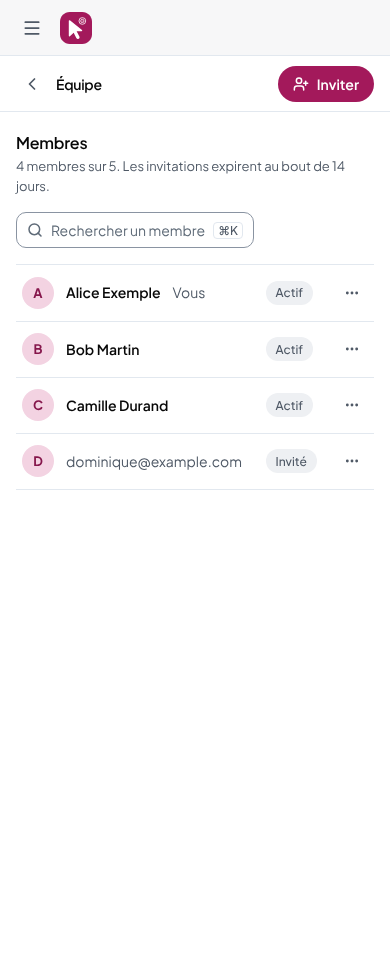 Équipe
Inviter
Membres
4 membres sur 5. Les invitations expirent au bout de 14
jours.
Rechercher un membre ⌘K
A Alice Exemple Vous Actif
B Bob Martin Actif
C Camille Durand Actif
D dominique@example.com Invité